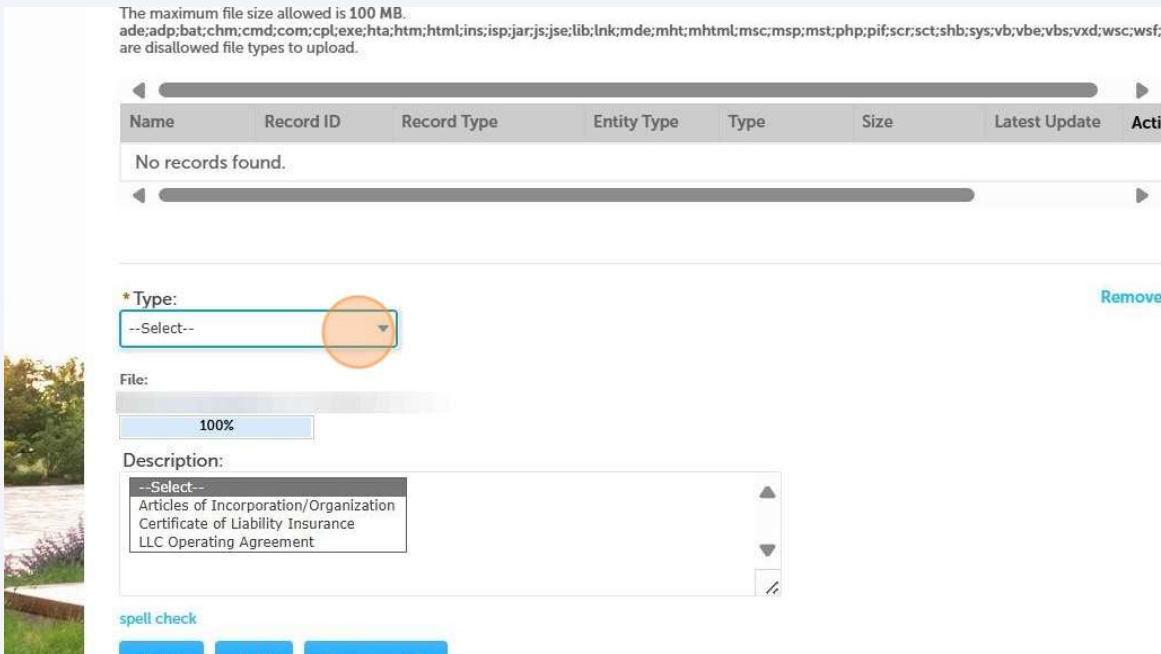 The maximum file size allowed is 100 MB.
ade;adp;bat;chm;cmd;com;cpl;exe;hta;htm;html;ins;isp;jar;js;jse;lib;lnk;mde;mht;mhtml;msc;msp;mst;php;pif;scr;sct;shb;sys;vb;vbe;vbs;vxd;wsc;wsf;
are disallowed file types to upload.
Name Record ID Record Type Entity Type Type Size Latest Update Acti
No records found.
* Type:
Remove
--Select--
File:
100%
Description:
--Select--
Articles of Incorporation/Organization
Certificate of Liability Insurance
LLC Operating Agreement
spell check